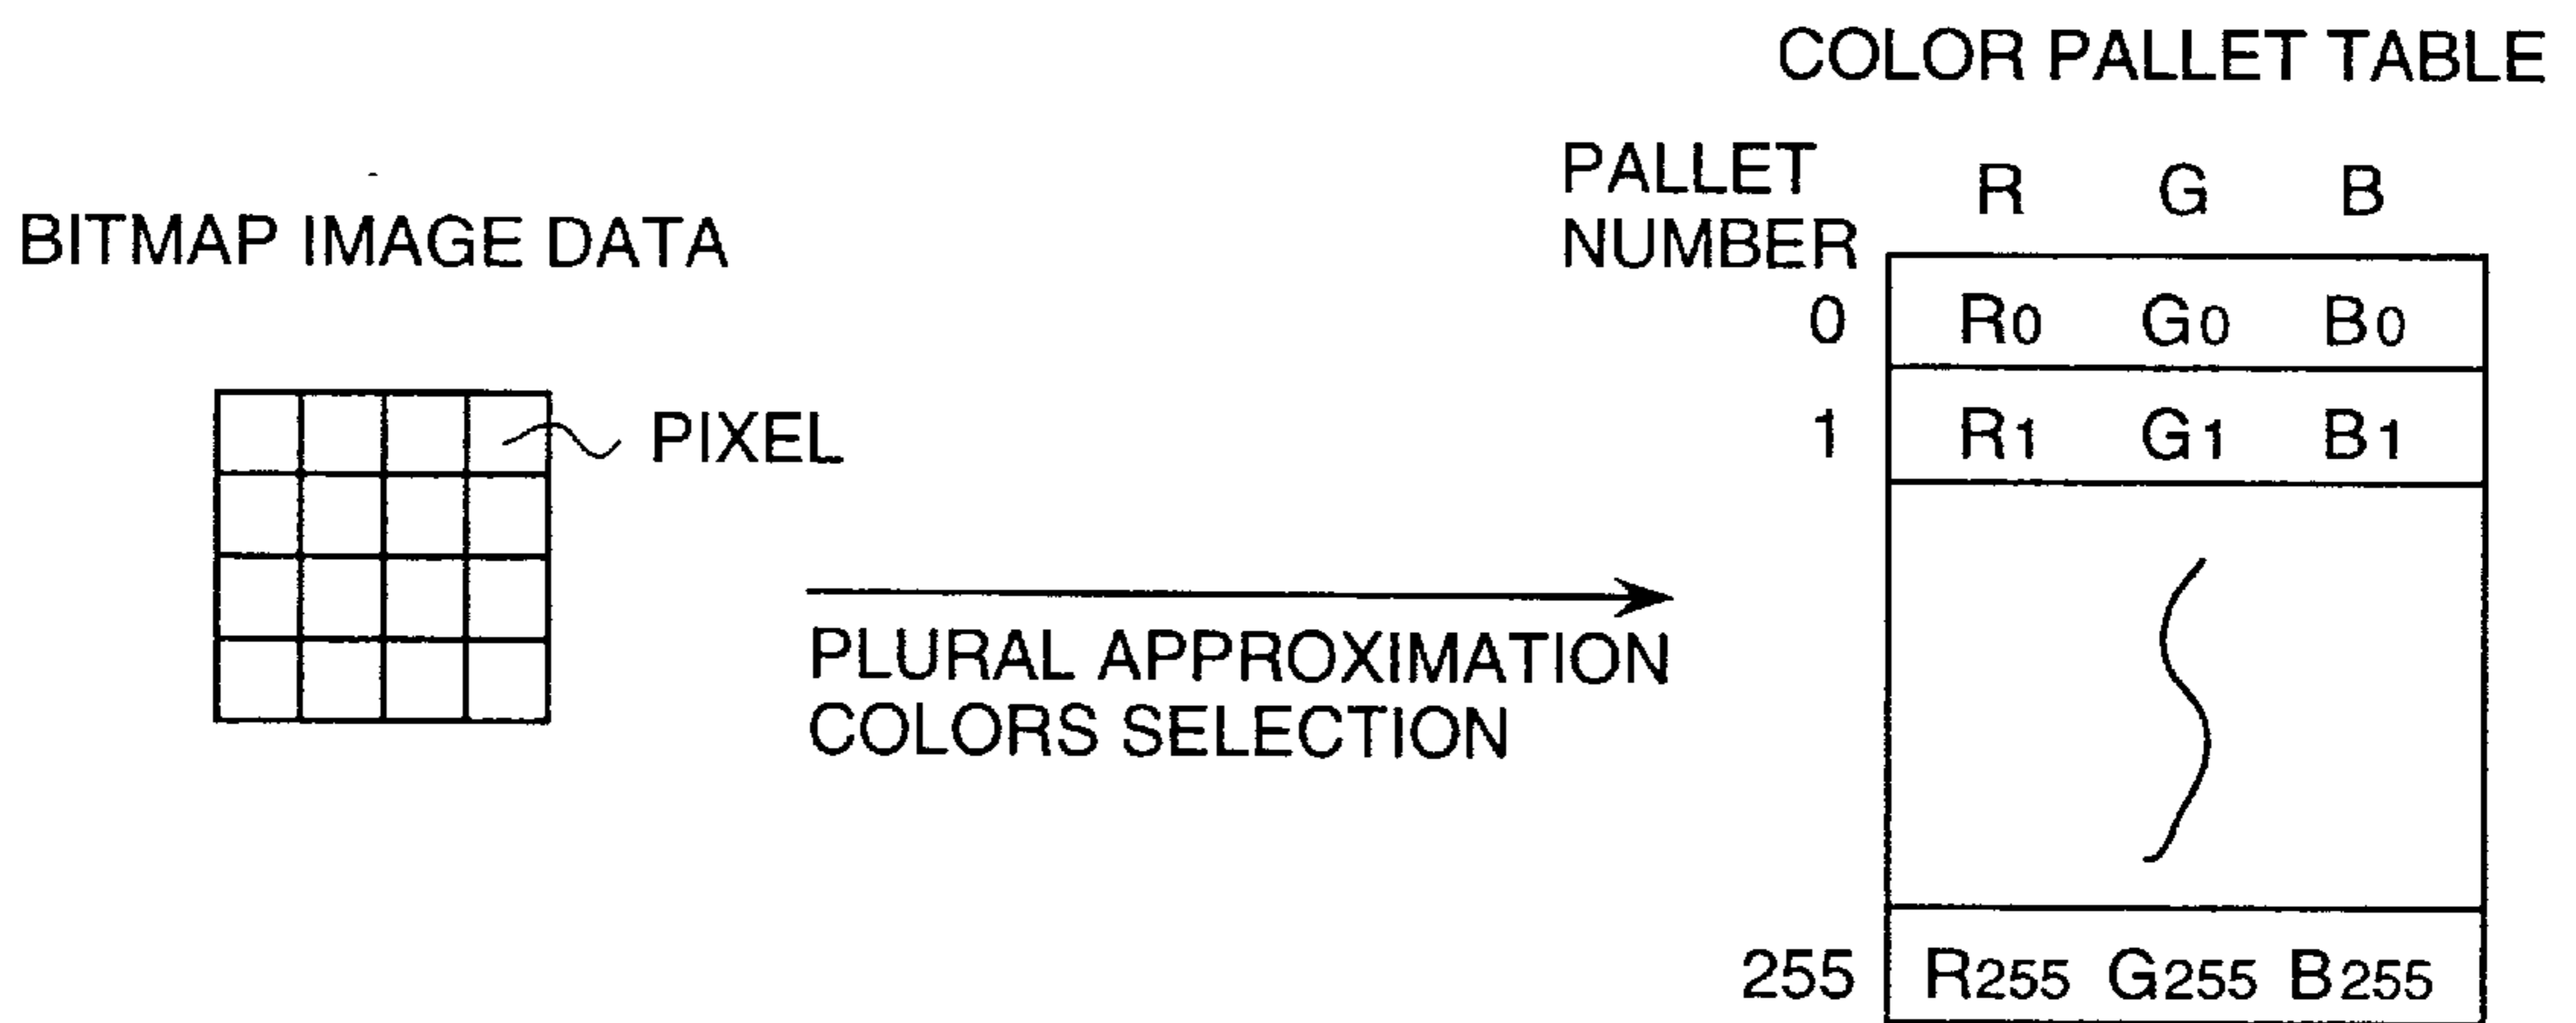 BITMAP IMAGE DATA
PIXEL
PLURAL APPROXIMATION
COLORS SELECTION
COLOR PALLET TABLE
PALLET
NUMBER
R G B
0 R0 G0 B0
1 R1 G1 B1
255 R255 G255 B255